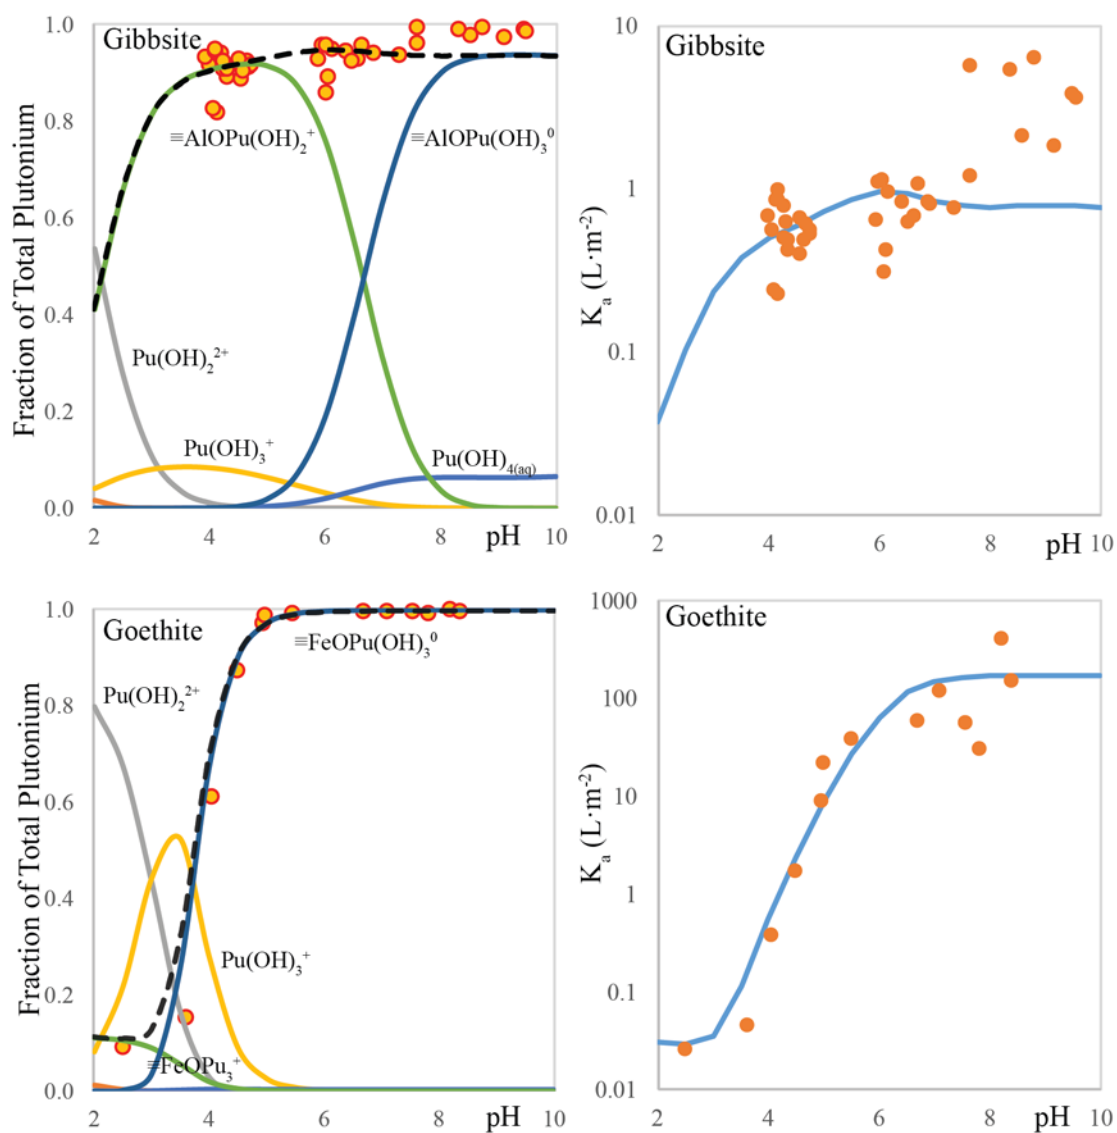 Fraction of Total Plutonium
1.0
0.8
0.6
0.4
0.2
0.0
Gibbsite
≡AlOPu(OH)₂⁺
≡AlOPu(OH)₃⁰
Pu(OH)₂²⁺
Pu(OH)₃⁺
Pu(OH)₄₍ₐq₎
2 4 6 8 10
pH
Kₐ (L·m⁻²)
10
1
0.1
0.01
Gibbsite
2 4 6 8 10
pH
Fraction of Total Plutonium
1.0
0.8
0.6
0.4
0.2
0.0
Goethite
≡FeOPu(OH)₃⁰
Pu(OH)₂²⁺
Pu(OH)₃⁺
≡FeOPu₃⁺
2 4 6 8 10
pH
Kₐ (L·m⁻²)
1000
100
10
1
0.1
0.01
Goethite
2 4 6 8 10
pH